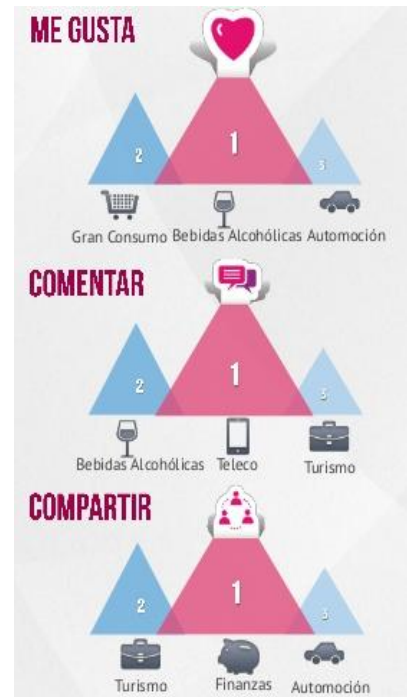 ME GUSTA
2 1 3
Gran Consumo Bebidas Alcohólicas Automoción
COMENTAR
2 1 3
Bebidas Alcohólicas Teleco Turismo
COMPARTIR
2 1 3
Turismo Finanzas Automoción